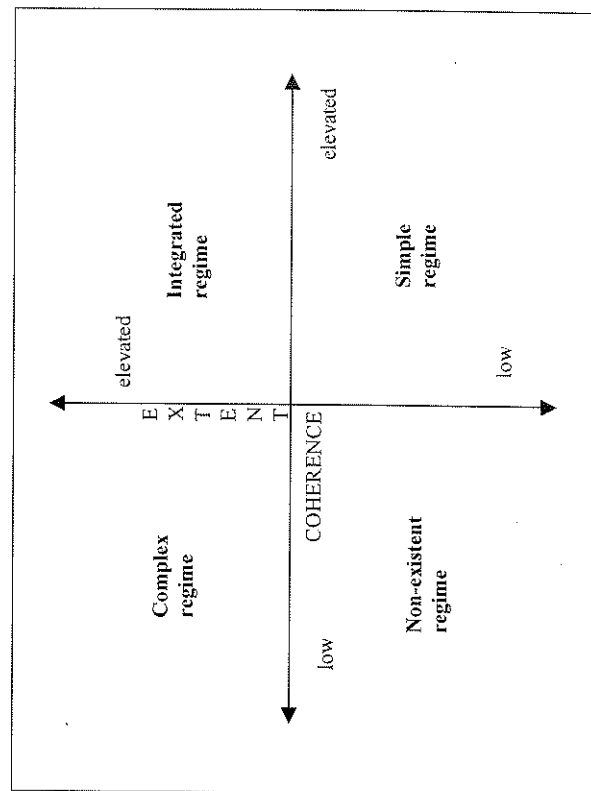 elevated
E
X
T
E
N
T
Complex
regime
Integrated
regime
COHERENCE
low
elevated
Non-existent
regime
Simple
regime
low